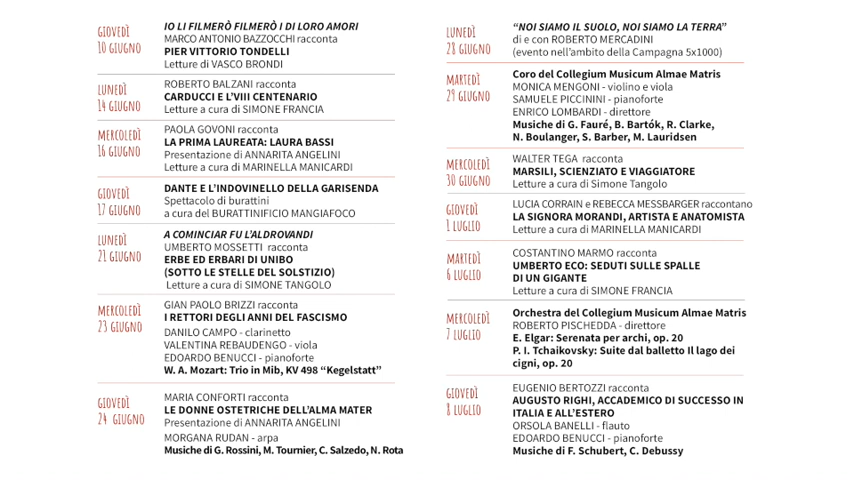 GIOVEDÌ
10 GIUGNO
IO LI FILMERÒ FILMERÒ I DI LORO AMORI
MARCO ANTONIO BAZZOCCHI racconta
PIER VITTORIO TONDELLI
Letture di VASCO BRONDI
LUNEDÌ
14 GIUGNO
ROBERTO BALZANI racconta
CARDUCCI E L’VIII CENTENARIO
Letture a cura di SIMONE FRANCIA
MERCOLEDÌ
16 GIUGNO
PAOLA GOVONI racconta
LA PRIMA LAUREATA: LAURA BASSI
Presentazione di ANNARITA ANGELINI
Letture a cura di MARINELLA MANICARDI
GIOVEDÌ
17 GIUGNO
DANTE E L’INDOVINELLO DELLA GARISENDA
Spettacolo di burattini
a cura del BURATTINIFICIO MANGIAFOCO
LUNEDÌ
21 GIUGNO
A COMINCIAR FU L’ALDROVANDI
UMBERTO MOSSETTI racconta
ERBE ED ERBARI DI UNIBO
(SOTTO LE STELLE DEL SOLSTIZIO)
Letture a cura di SIMONE TANGOLO
MERCOLEDÌ
23 GIUGNO
GIAN PAOLO BRIZZI racconta
I RETTORI DEGLI ANNI DEL FASCISMO
DANILO CAMPO - clarinetto
VALENTINA REBAUDENGO - viola
EDOARDO BENUCCI - pianoforte
W. A. Mozart: Trio in Mib, KV 498 “Kegelstatt”
GIOVEDÌ
24 GIUGNO
MARIA CONFORTI racconta
LE DONNE OSTETRICHE DELL’ALMA MATER
Presentazione di ANNARITA ANGELINI
MORGANA RUDAN - arpa
Musiche di G. Rossini, M. Tournier, C. Salzedo, N. Rota
LUNEDÌ
28 GIUGNO
“NOI SIAMO IL SUOLO, NOI SIAMO LA TERRA”
di e con ROBERTO MERCADINI
(evento nell’ambito della Campagna 5x1000)
MARTEDÌ
29 GIUGNO
Coro del Collegium Musicum Almae Matris
MONICA MENGONI - violino e viola
SAMUELE PICCININI - pianoforte
ENRICO LOMBARDI - direttore
Musiche di G. Fauré, B. Bartók, R. Clarke,
N. Boulanger, S. Barber, M. Lauridsen
MERCOLEDÌ
30 GIUGNO
WALTER TEGA racconta
MARSILI, SCIENZIATO E VIAGGIATORE
Letture a cura di Simone Tangolo
GIOVEDÌ
1 LUGLIO
LUCIA CORRAIN e REBECCA MESSBARGER raccontano
LA SIGNORA MORANDI, ARTISTA E ANATOMISTA
Letture a cura di MARINELLA MANICARDI
MARTEDÌ
6 LUGLIO
COSTANTINO MARMO racconta
UMBERTO ECO: SEDUTI SULLE SPALLE
DI UN GIGANTE
Letture a cura di SIMONE FRANCIA
MERCOLEDÌ
7 LUGLIO
Orchestra del Collegium Musicum Almae Matris
ROBERTO PISCHEDDA - direttore
E. Elgar: Serenata per archi, op. 20
P. I. Tchaikovsky: Suite dal balletto Il lago dei
cigni, op. 20
GIOVEDÌ
8 LUGLIO
EUGENIO BERTOZZI racconta
AUGUSTO RIGHI, ACCADEMICO DI SUCCESSO IN
ITALIA E ALL’ESTERO
ORSOLA BANELLI - flauto
EDOARDO BENUCCI - pianoforte
Musiche di F. Schubert, C. Debussy